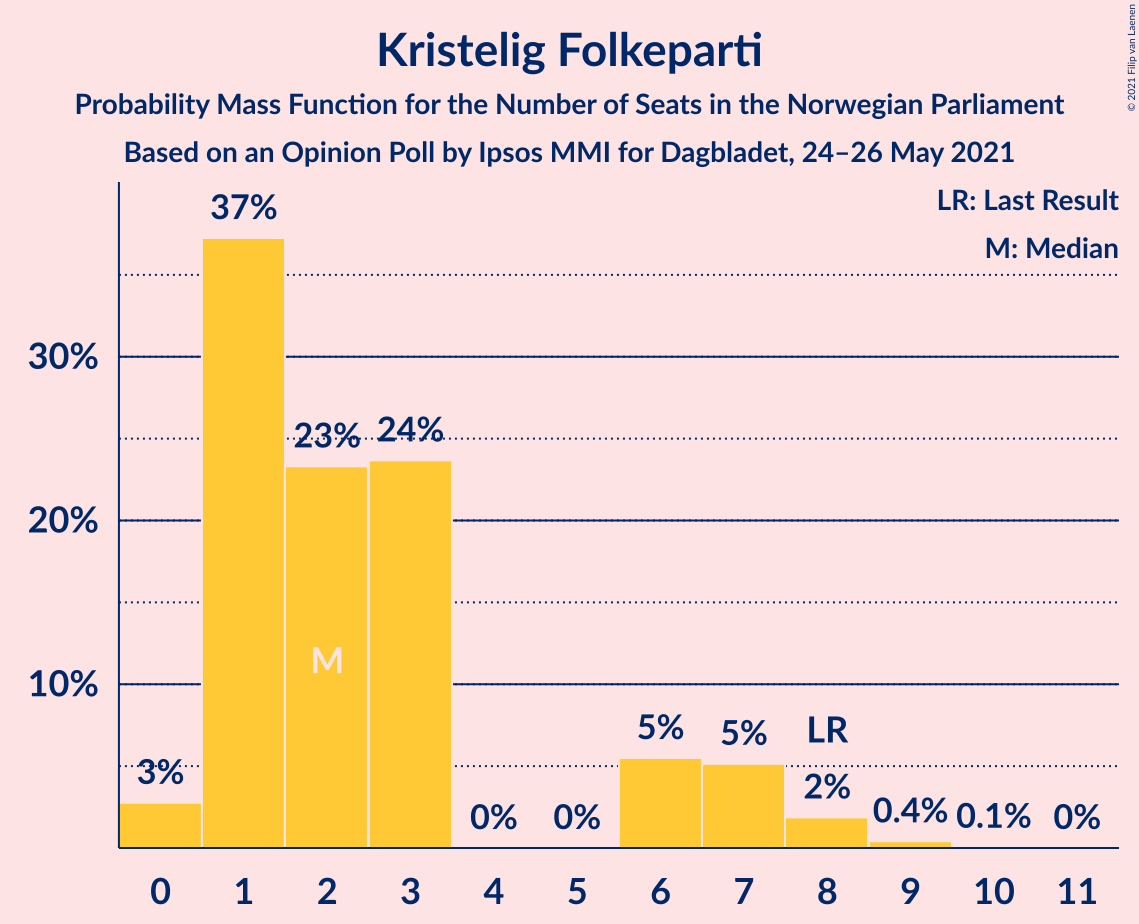 Kristelig Folkeparti
Probability Mass Function for the Number of Seats in the Norwegian Parliament
Based on an Opinion Poll by Ipsos MMI for Dagbladet, 24–26 May 2021
© 2021 Filip van Laenen
LR: Last Result
M: Median
37%
30%
23% 24%
20%
M
10%
5% 5% LR
3% 2%
0% 0% 0.4% 0.1% 0%
0 1 2 3 4 5 6 7 8 9 10 11